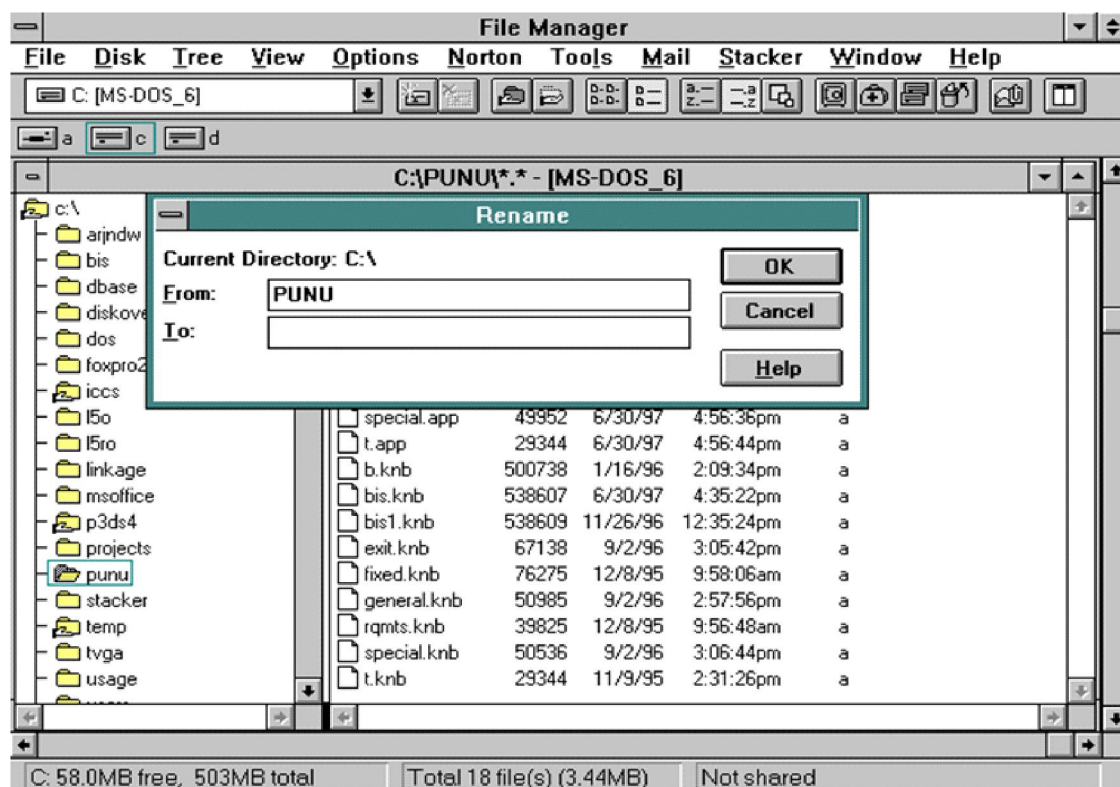 File Manager
File Disk Tree View Options Norton Tools Mail Stacker Window Help
C: [MS-DOS_6]
a c d
C:\PUNU\*.* - [MS-DOS_6]
c:\
arjndw
bis
dbase
diskove
dos
foxpro2
iccs
l5o
l5ro
linkage
msoffice
p3ds4
projects
punu
stacker
temp
tvga
usage
Rename
Current Directory: C:\
From: PUNU
To:
OK
Cancel
Help
special.app 49952 6/30/97 4:56:36pm a
t.app 29344 6/30/97 4:56:44pm a
b.knb 500738 1/16/96 2:09:34pm a
bis.knb 538607 6/30/97 4:35:22pm a
bis1.knb 538609 11/26/96 12:35:24pm a
exit.knb 67138 9/2/96 3:05:42pm a
fixed.knb 76275 12/8/95 9:58:06am a
general.knb 50985 9/2/96 2:57:56pm a
rqmts.knb 39825 12/8/95 9:56:48am a
special.knb 50536 9/2/96 3:06:44pm a
t.knb 29344 11/9/95 2:31:26pm a
C: 58.0MB free, 503MB total Total 18 file(s) (3.44MB) Not shared